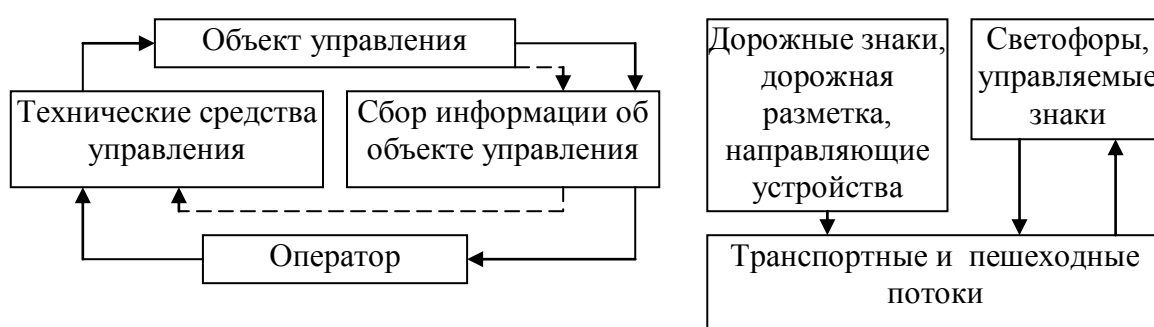 Объект управления
Технические средства
управления
Сбор информации об
объекте управления
Оператор
Дорожные знаки,
дорожная
разметка,
направляющие
устройства
Светофоры,
управляемые
знаки
Транспортные и пешеходные
потоки